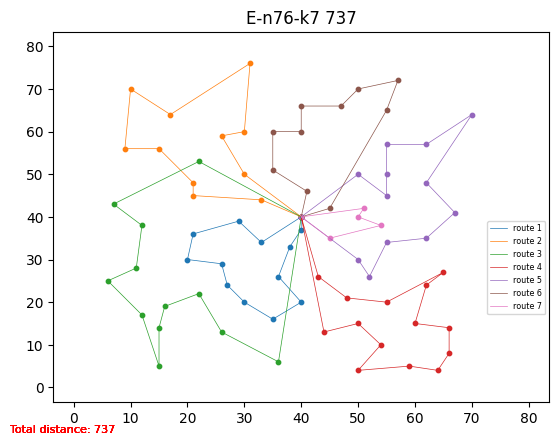 E-n76-k7 737
80
70
60
50
40
30
20
10
0
route 1
route 2
route 3
route 4
route 5
route 6
route 7
0 10 20 30 40 50 60 70 80
Total distance: 737